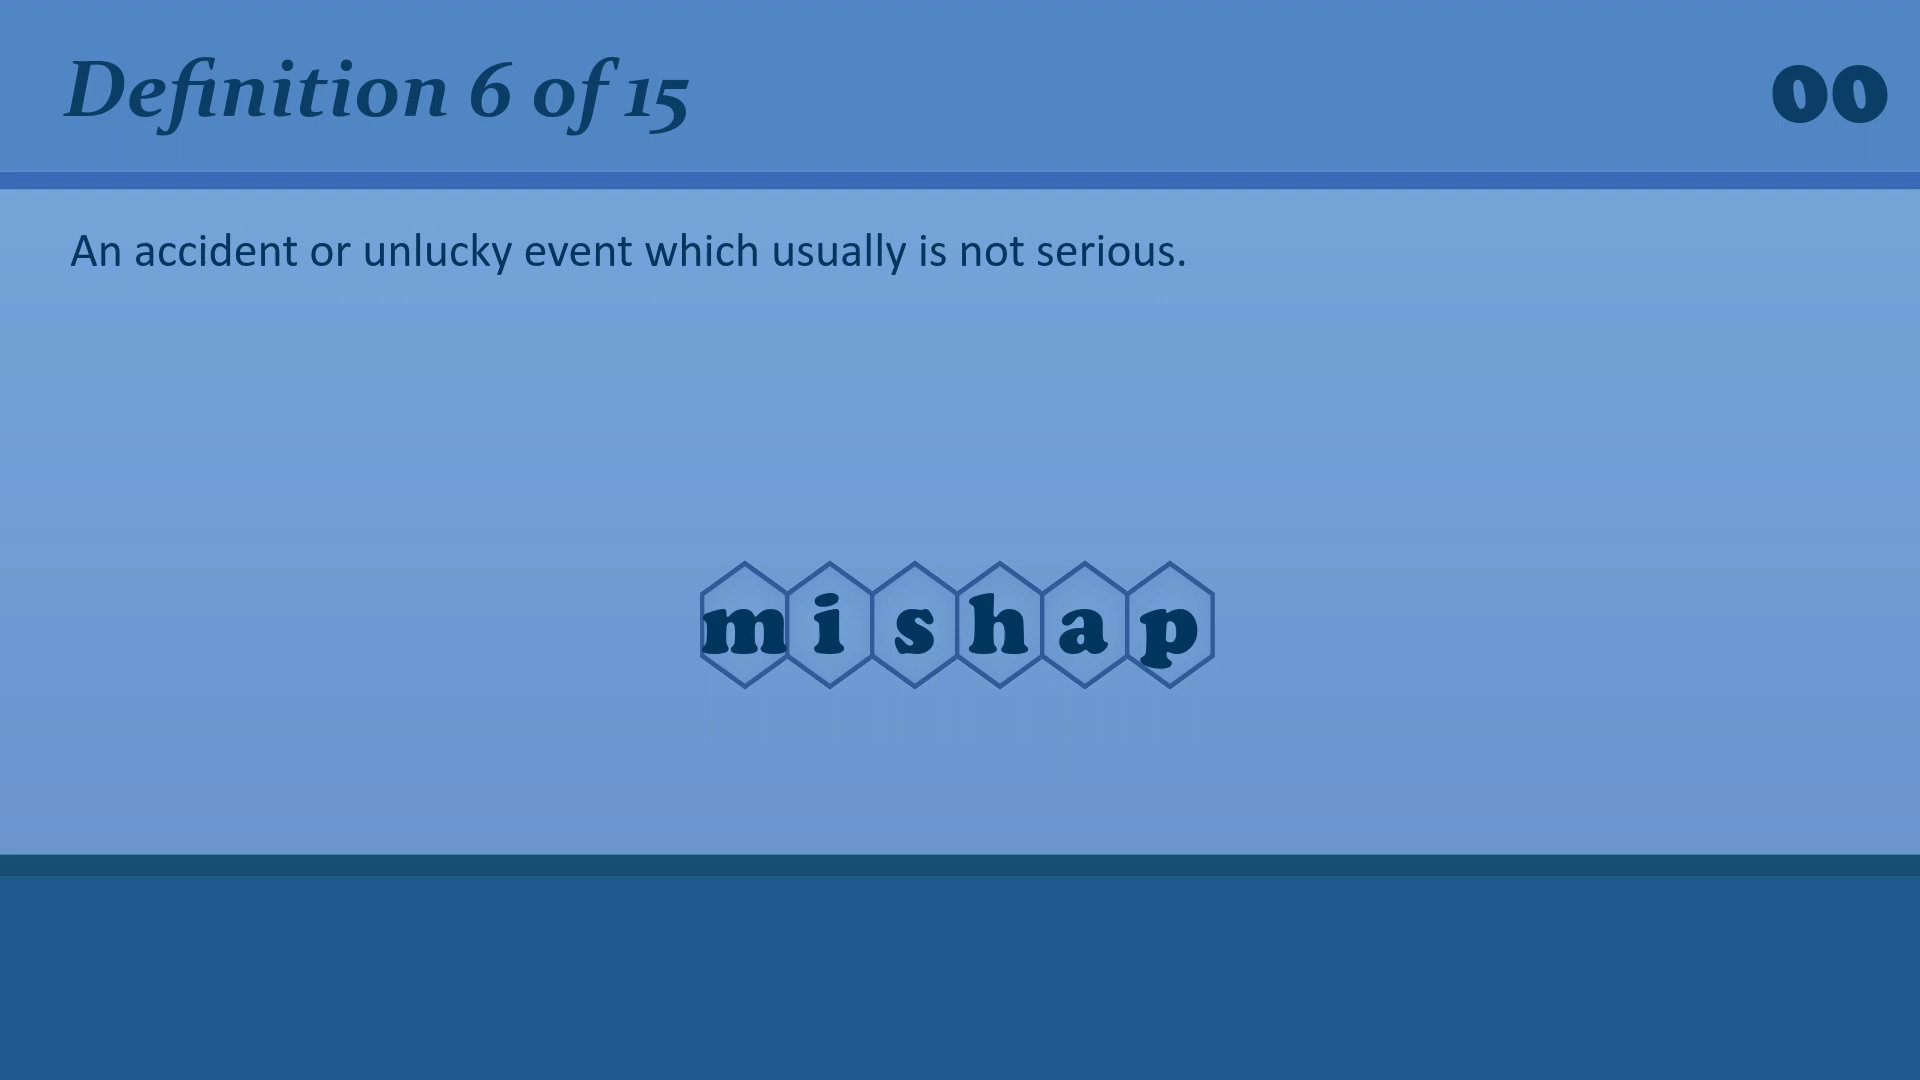 Definition 6 of 15
00
An accident or unlucky event which usually is not serious.
mishap